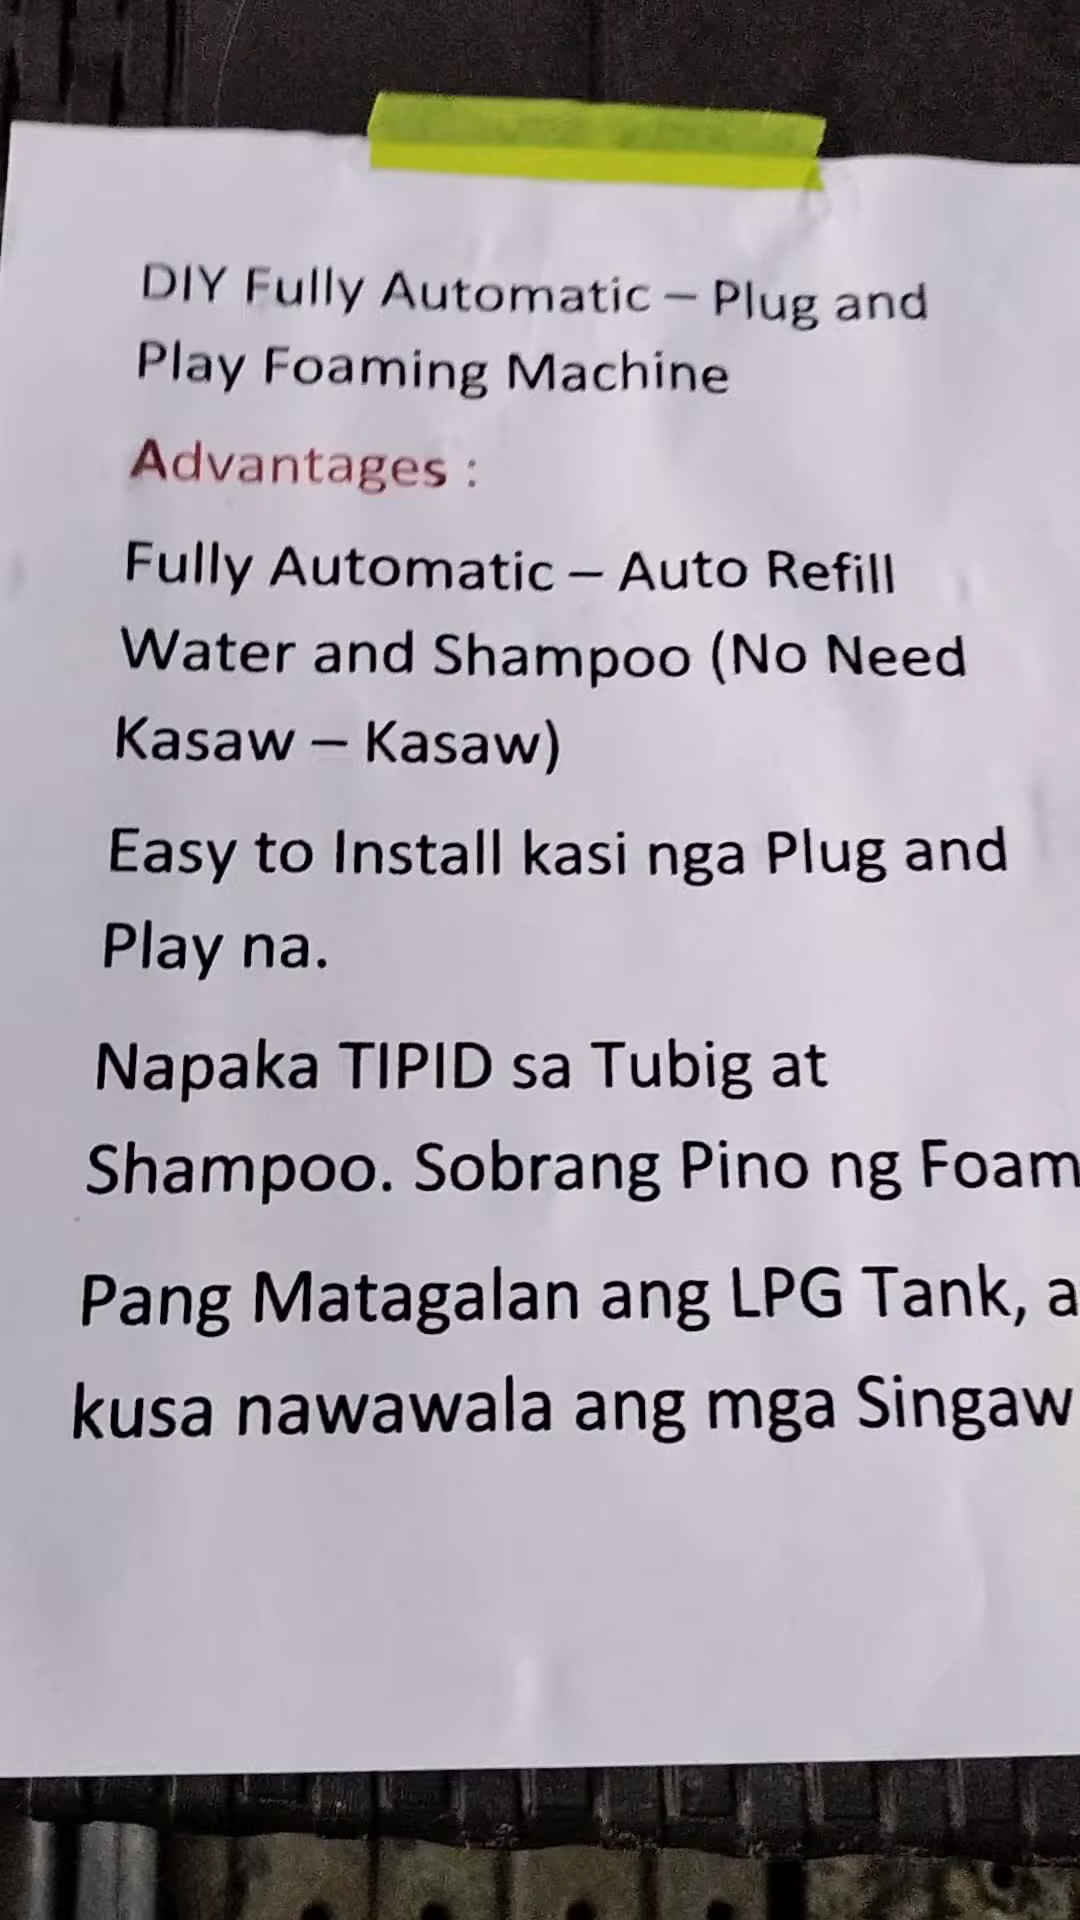 DIY Fully Automatic – Plug and
Play Foaming Machine
Advantages :
Fully Automatic – Auto Refill
Water and Shampoo (No Need
Kasaw – Kasaw)
Easy to Install kasi nga Plug and
Play na.
Napaka TIPID sa Tubig at
Shampoo. Sobrang Pino ng Foam
Pang Matagalan ang LPG Tank, a
kusa nawawala ang mga Singaw